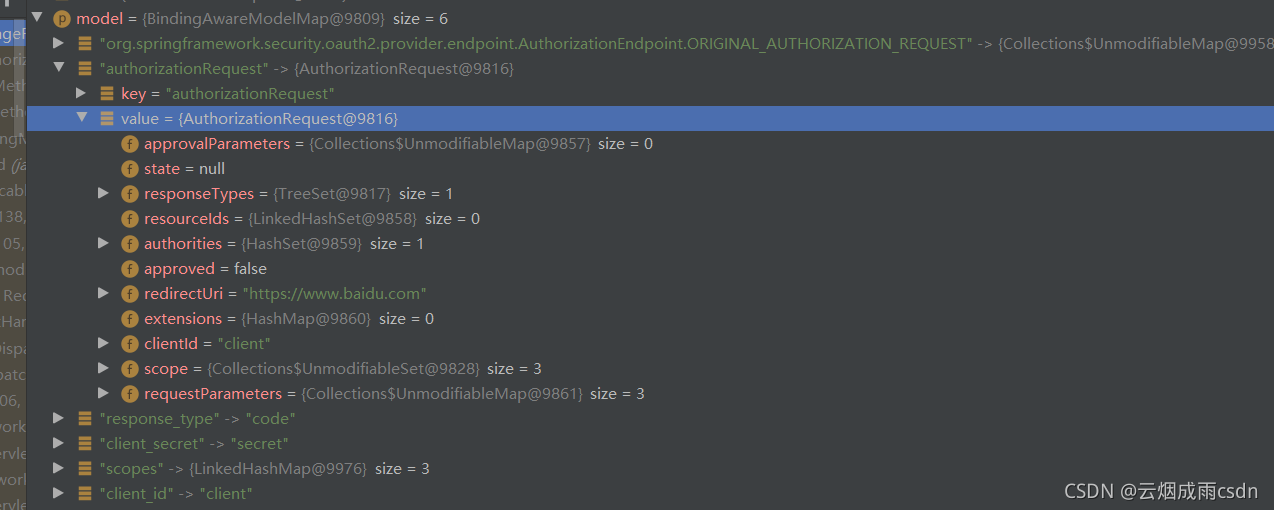 model = {BindingAwareModelMap@9809} size = 6
"org.springframework.security.oauth2.provider.endpoint.AuthorizationEndpoint.ORIGINAL_AUTHORIZATION_REQUEST" -> {Collections$UnmodifiableMap@9958
"authorizationRequest" -> {AuthorizationRequest@9816}
key = "authorizationRequest"
value = {AuthorizationRequest@9816}
approvalParameters = {Collections$UnmodifiableMap@9857} size = 0
state = null
responseTypes = {TreeSet@9817} size = 1
resourceIds = {LinkedHashSet@9858} size = 0
authorities = {HashSet@9859} size = 1
approved = false
redirectUri = "https://www.baidu.com"
extensions = {HashMap@9860} size = 0
clientId = "client"
scope = {Collections$UnmodifiableSet@9828} size = 3
requestParameters = {Collections$UnmodifiableMap@9861} size = 3
"response_type" -> "code"
"client_secret" -> "secret"
"scopes" -> {LinkedHashMap@9976} size = 3
"client_id" -> "client"
CSDN @云烟成雨csdn